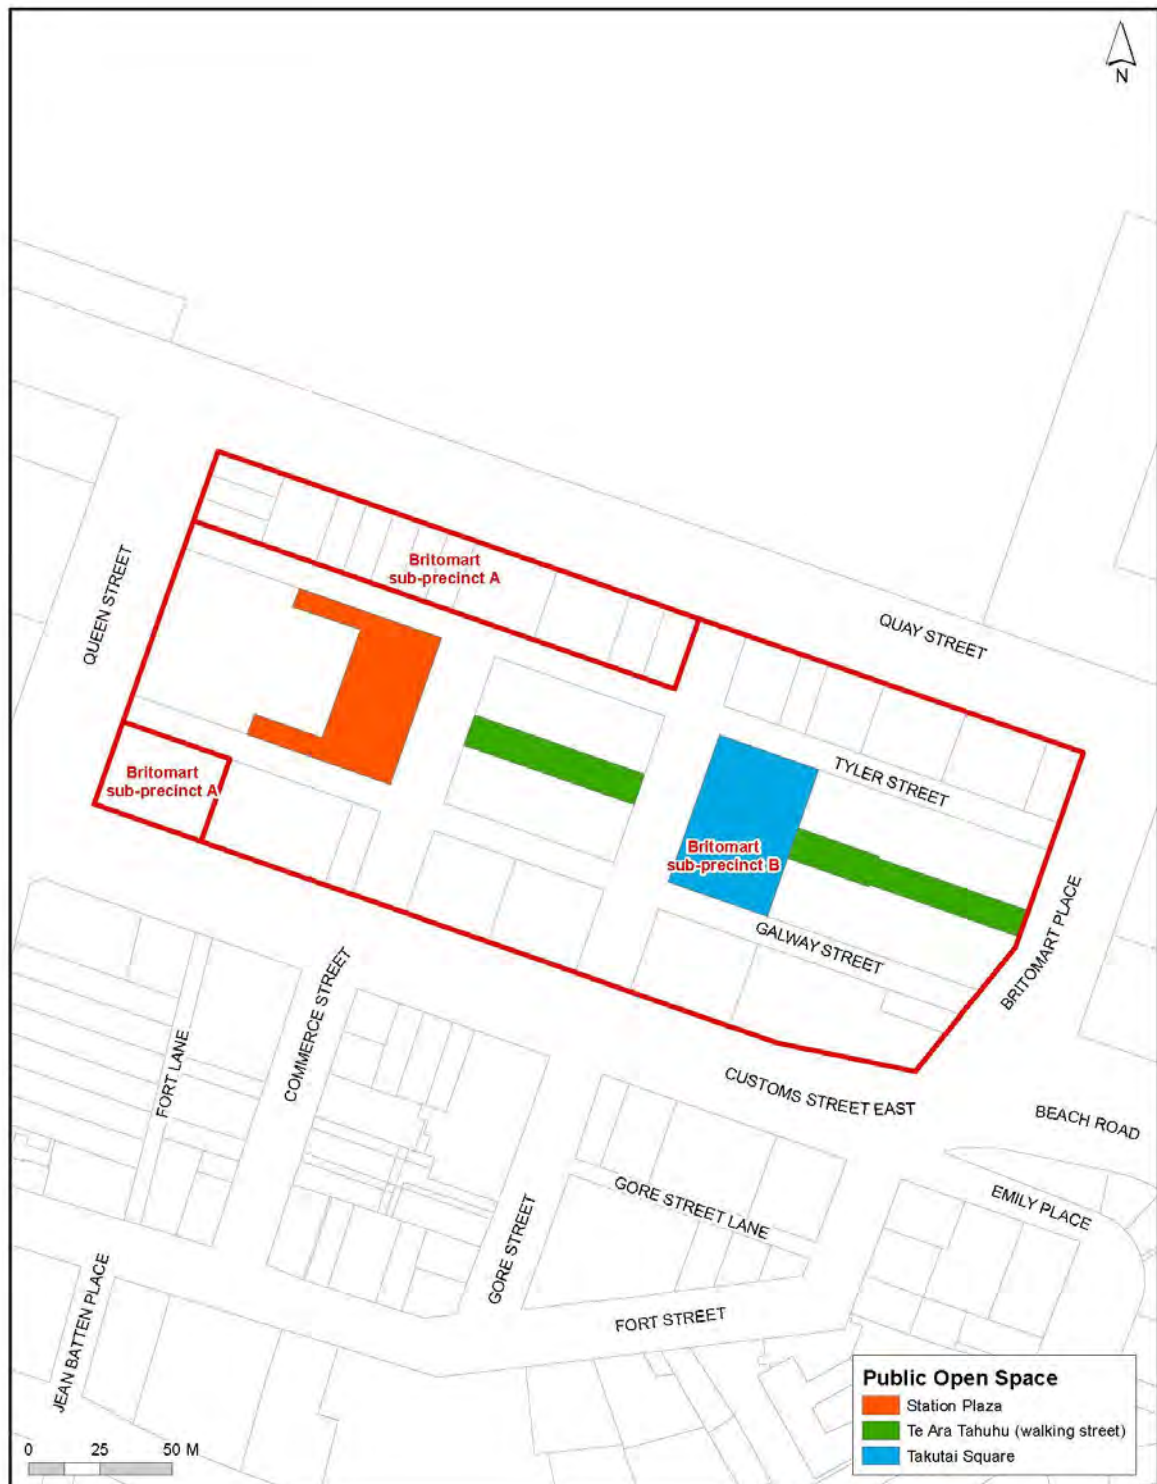 N
QUEEN STREET
Britomart
sub-precinct A
QUAY STREET
Britomart
sub-precinct A
TYLER STREET
Britomart
sub-precinct B
GALWAY STREET
BRITOMART PLACE
COMMERCE STREET
FORT LANE
CUSTOMS STREET EAST
BEACH ROAD
EMILY PLACE
GORE STREET LANE
GORE STREET
FORT STREET
JEAN BATTEN PLACE
Public Open Space
Station Plaza
Te Ara Tahuhu (walking street)
Takutai Square
0 25 50 M